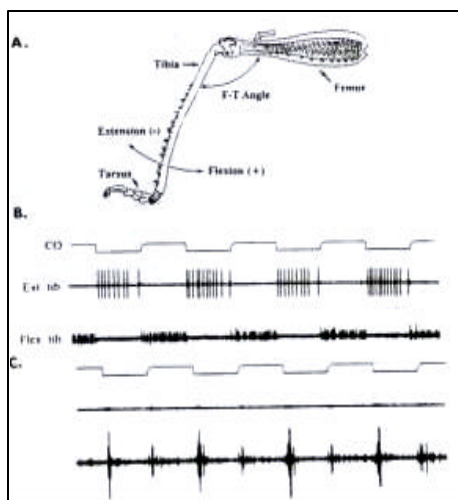 A.
Tibia
F-T Angle
Femur
Extension (-)
Tarsus
Flexion (+)
B.
CO
Ext tib
Flex tib
C.